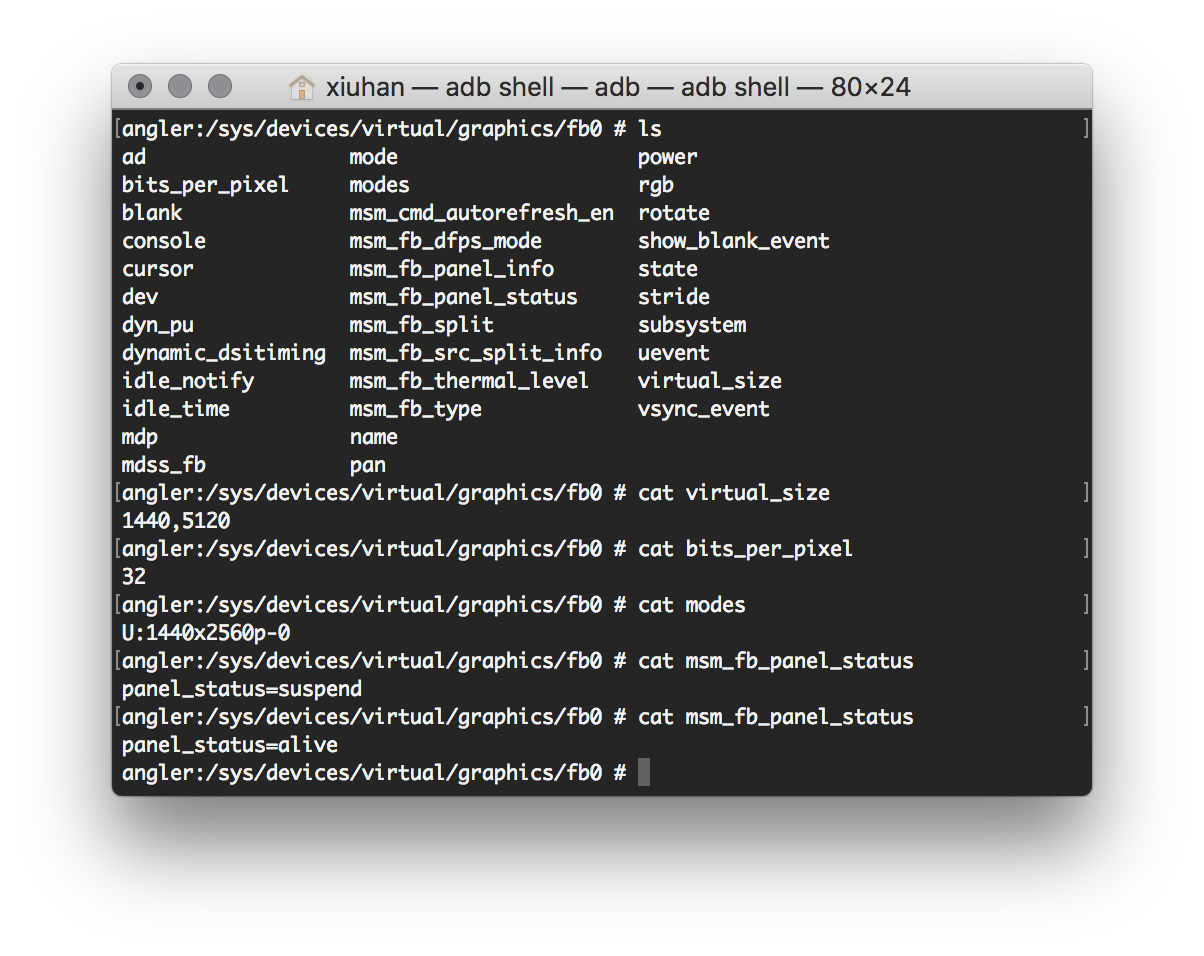 xiuhan — adb shell — adb — adb shell — 80×24
[angler:/sys/devices/virtual/graphics/fb0 # ls ]
ad mode power
bits_per_pixel modes rgb
blank msm_cmd_autorefresh_en rotate
console msm_fb_dfps_mode show_blank_event
cursor msm_fb_panel_info state
dev msm_fb_panel_status stride
dyn_pu msm_fb_split subsystem
dynamic_dsitiming msm_fb_src_split_info uevent
idle_notify msm_fb_thermal_level virtual_size
idle_time msm_fb_type vsync_event
mdp name
mdss_fb pan
[angler:/sys/devices/virtual/graphics/fb0 # cat virtual_size ]
1440,5120
[angler:/sys/devices/virtual/graphics/fb0 # cat bits_per_pixel ]
32
[angler:/sys/devices/virtual/graphics/fb0 # cat modes ]
U:1440x2560p-0
[angler:/sys/devices/virtual/graphics/fb0 # cat msm_fb_panel_status ]
panel_status=suspend
[angler:/sys/devices/virtual/graphics/fb0 # cat msm_fb_panel_status ]
panel_status=alive
angler:/sys/devices/virtual/graphics/fb0 #